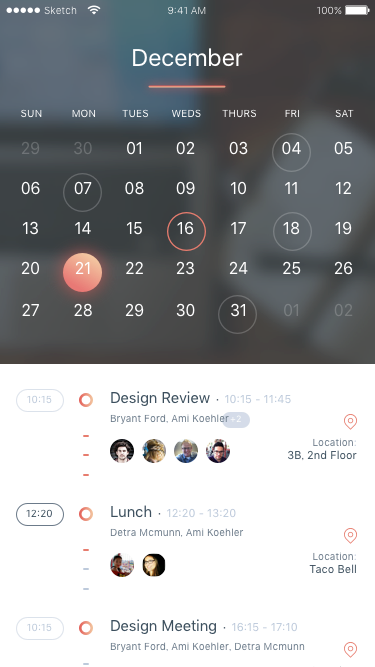 Sketch 9:41 AM 100%
December
SUN MON TUES WEDS THURS FRI SAT
29 30 01 02 03 04 05
06 07 08 09 10 11 12
13 14 15 16 17 18 19
20 21 22 23 24 25 26
27 28 29 30 31 01 02
10:15 Design Review · 10:15 - 11:45
Bryant Ford, Ami Koehler +2
Location:
3B, 2nd Floor
12:20 Lunch · 12:20 - 13:20
Detra Mcmunn, Ami Koehler
Location:
Taco Bell
10:15 Design Meeting · 16:15 - 17:10
Bryant Ford, Ami Koehler, Detra Mcmunn